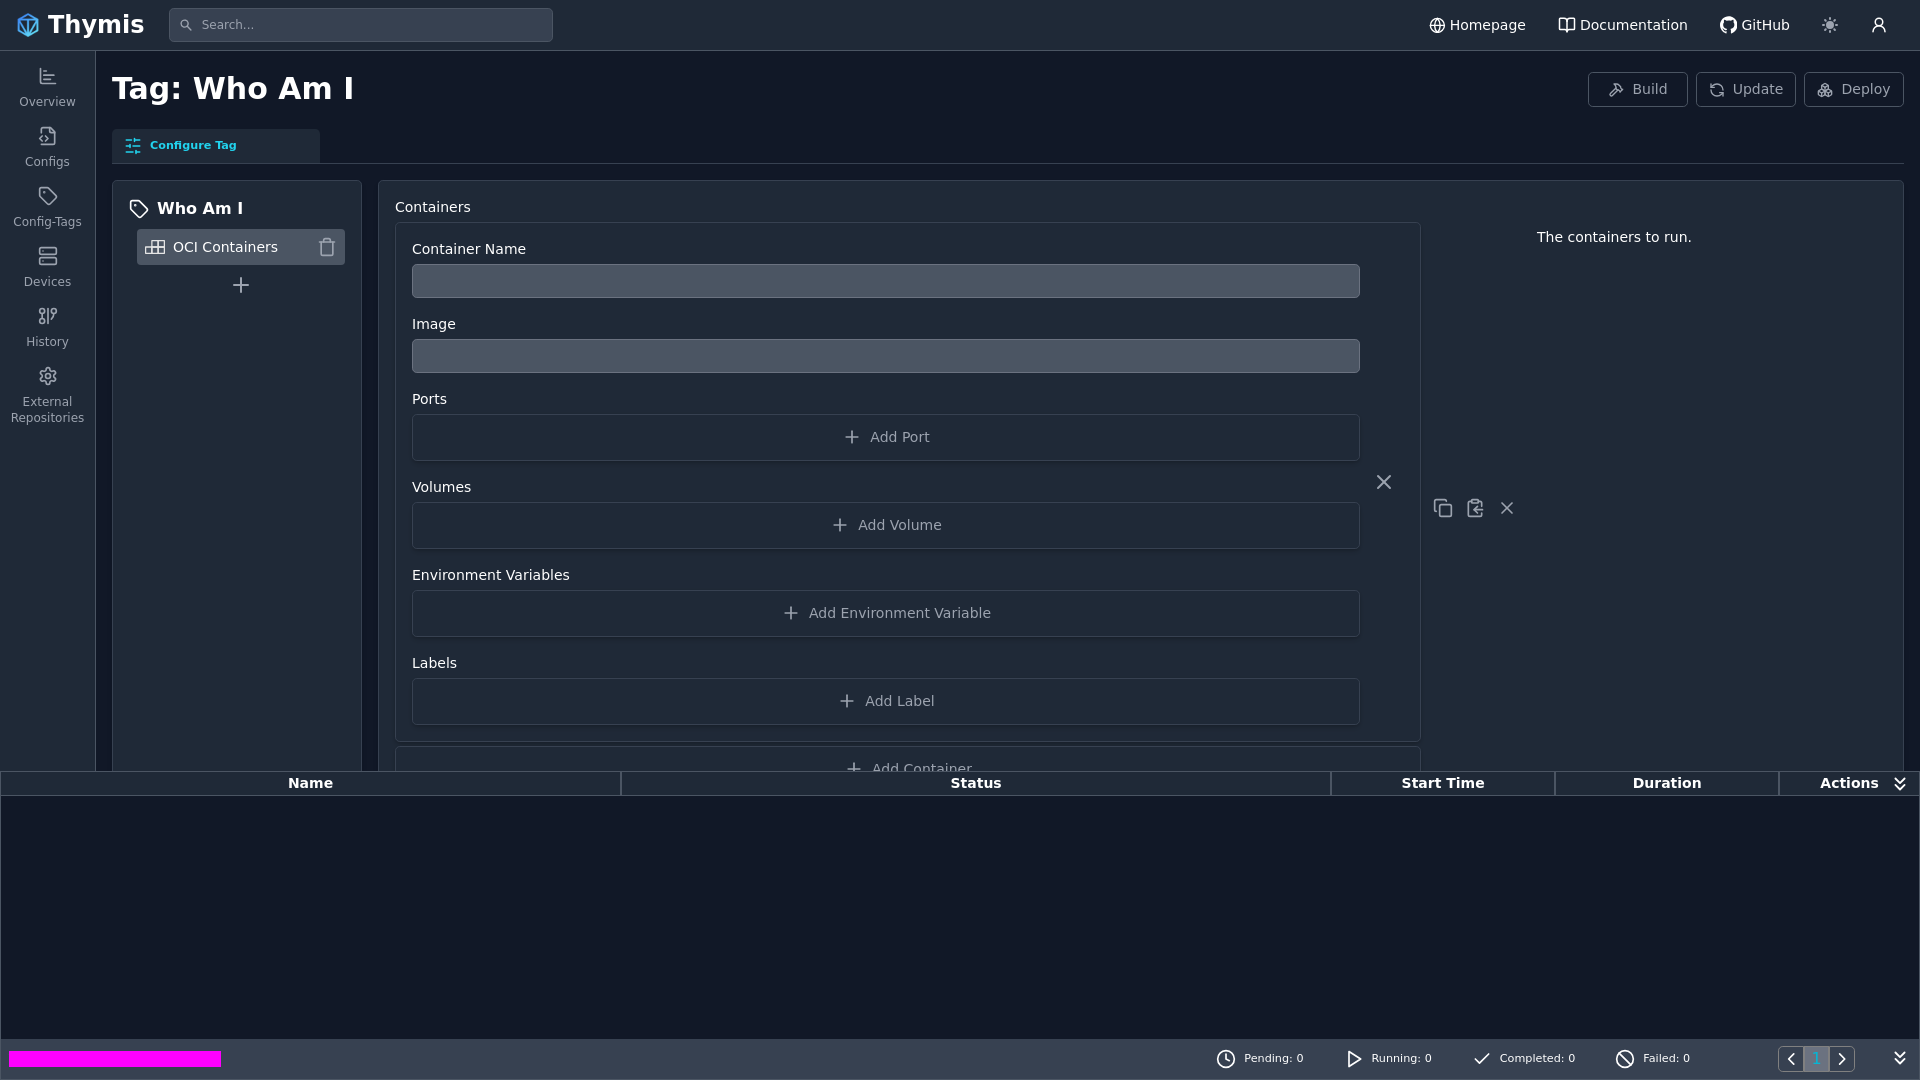 Thymis
Search...
Homepage
Documentation
GitHub
Overview
Configs
Config-Tags
Devices
History
External
Repositories
Tag: Who Am I
Build
Update
Deploy
Configure Tag
Who Am I
OCI Containers
Containers
Container Name
Image
Ports
Add Port
Volumes
Add Volume
Environment Variables
Add Environment Variable
Labels
Add Label
Add Container
The containers to run.
Name
Status
Start Time
Duration
Actions
Pending: 0
Running: 0
Completed: 0
Failed: 0
1